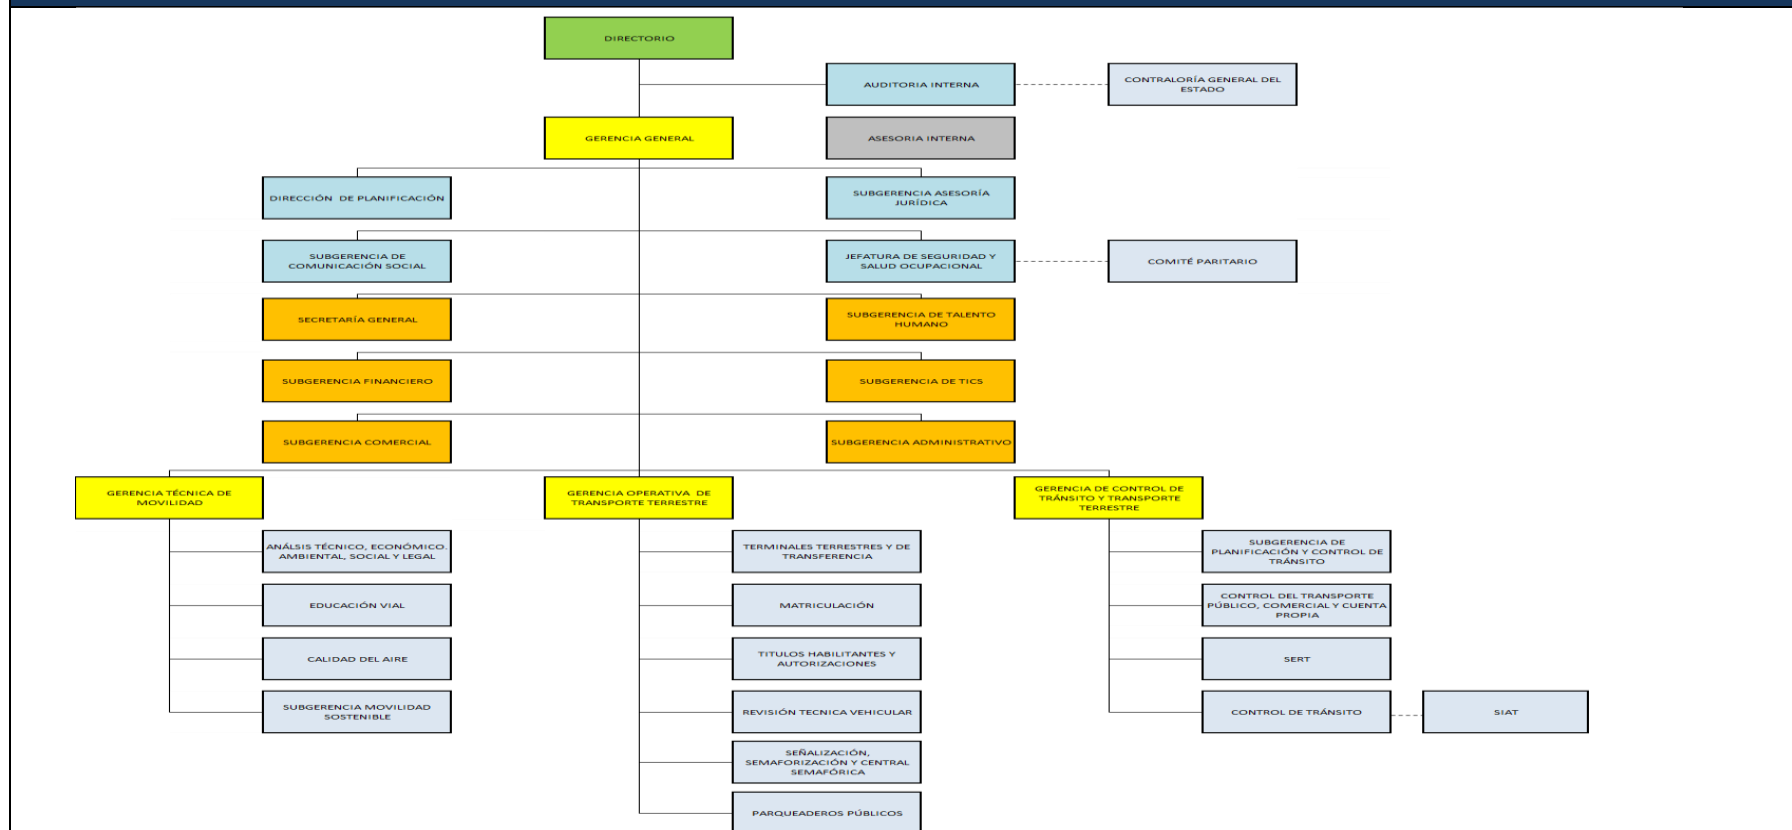 DIRECTORIO
AUDITORIA INTERNA
CONTRALORÍA GENERAL DEL
ESTADO
GERENCIA GENERAL
ASESORIA INTERNA
DIRECCIÓN DE PLANIFICACIÓN
SUBGERENCIA ASESORÍA
JURÍDICA
SUBGERENCIA DE
COMUNICACIÓN SOCIAL
JEFATURA DE SEGURIDAD Y
SALUD OCUPACIONAL
COMITÉ PARITARIO
SECRETARÍA GENERAL
SUBGERENCIA DE TALENTO
HUMANO
SUBGERENCIA FINANCIERO
SUBGERENCIA DE TICS
SUBGERENCIA COMERCIAL
SUBGERENCIA ADMINISTRATIVO
GERENCIA TÉCNICA DE
MOVILIDAD
GERENCIA OPERATIVA DE
TRANSPORTE TERRESTRE
GERENCIA DE CONTROL DE
TRÁNSITO Y TRANSPORTE
TERRESTRE
ANÁLSIS TÉCNICO, ECONÓMICO.
AMBIENTAL, SOCIAL Y LEGAL
TERMINALES TERRESTRES Y DE
TRANSFERENCIA
SUBGERENCIA DE
PLANIFICACIÓN Y CONTROL DE
TRÁNSITO
EDUCACIÓN VIAL
MATRICULACIÓN
CONTROL DEL TRANSPORTE
PÚBLICO, COMERCIAL Y CUENTA
PROPIA
CALIDAD DEL AIRE
TITULOS HABILITANTES Y
AUTORIZACIONES
SERT
SUBGERENCIA MOVILIDAD
SOSTENIBLE
REVISIÓN TECNICA VEHICULAR
CONTROL DE TRÁNSITO
SIAT
SEÑALIZACIÓN,
SEMAFORIZACIÓN Y CENTRAL
SEMAFÓRICA
PARQUEADEROS PÚBLICOS